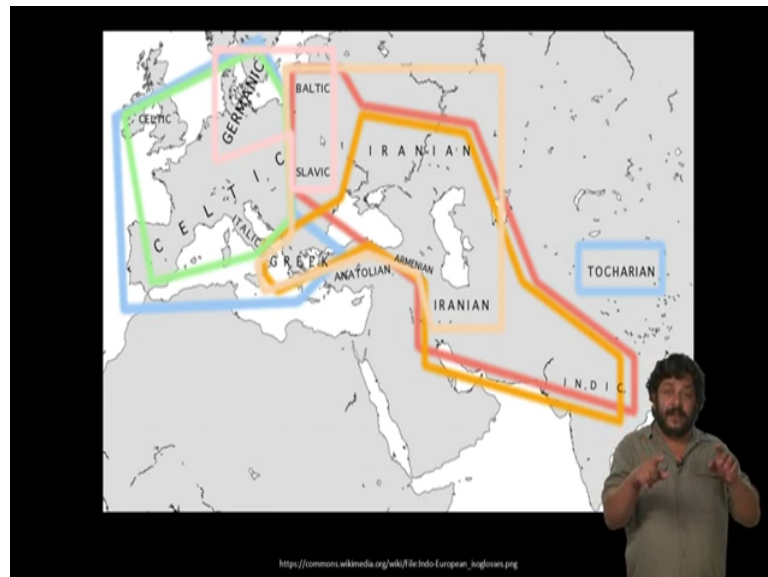 BALTIC
GERMANIC
CELTIC
IRANIAN
SLAVIC
CELTIC
ITALIC
GREEK
ARMENIAN
ANATOLIAN
TOCHARIAN
IRANIAN
INDIC
https://commons.wikimedia.org/wiki/File:Indo-European_isoglosses.png